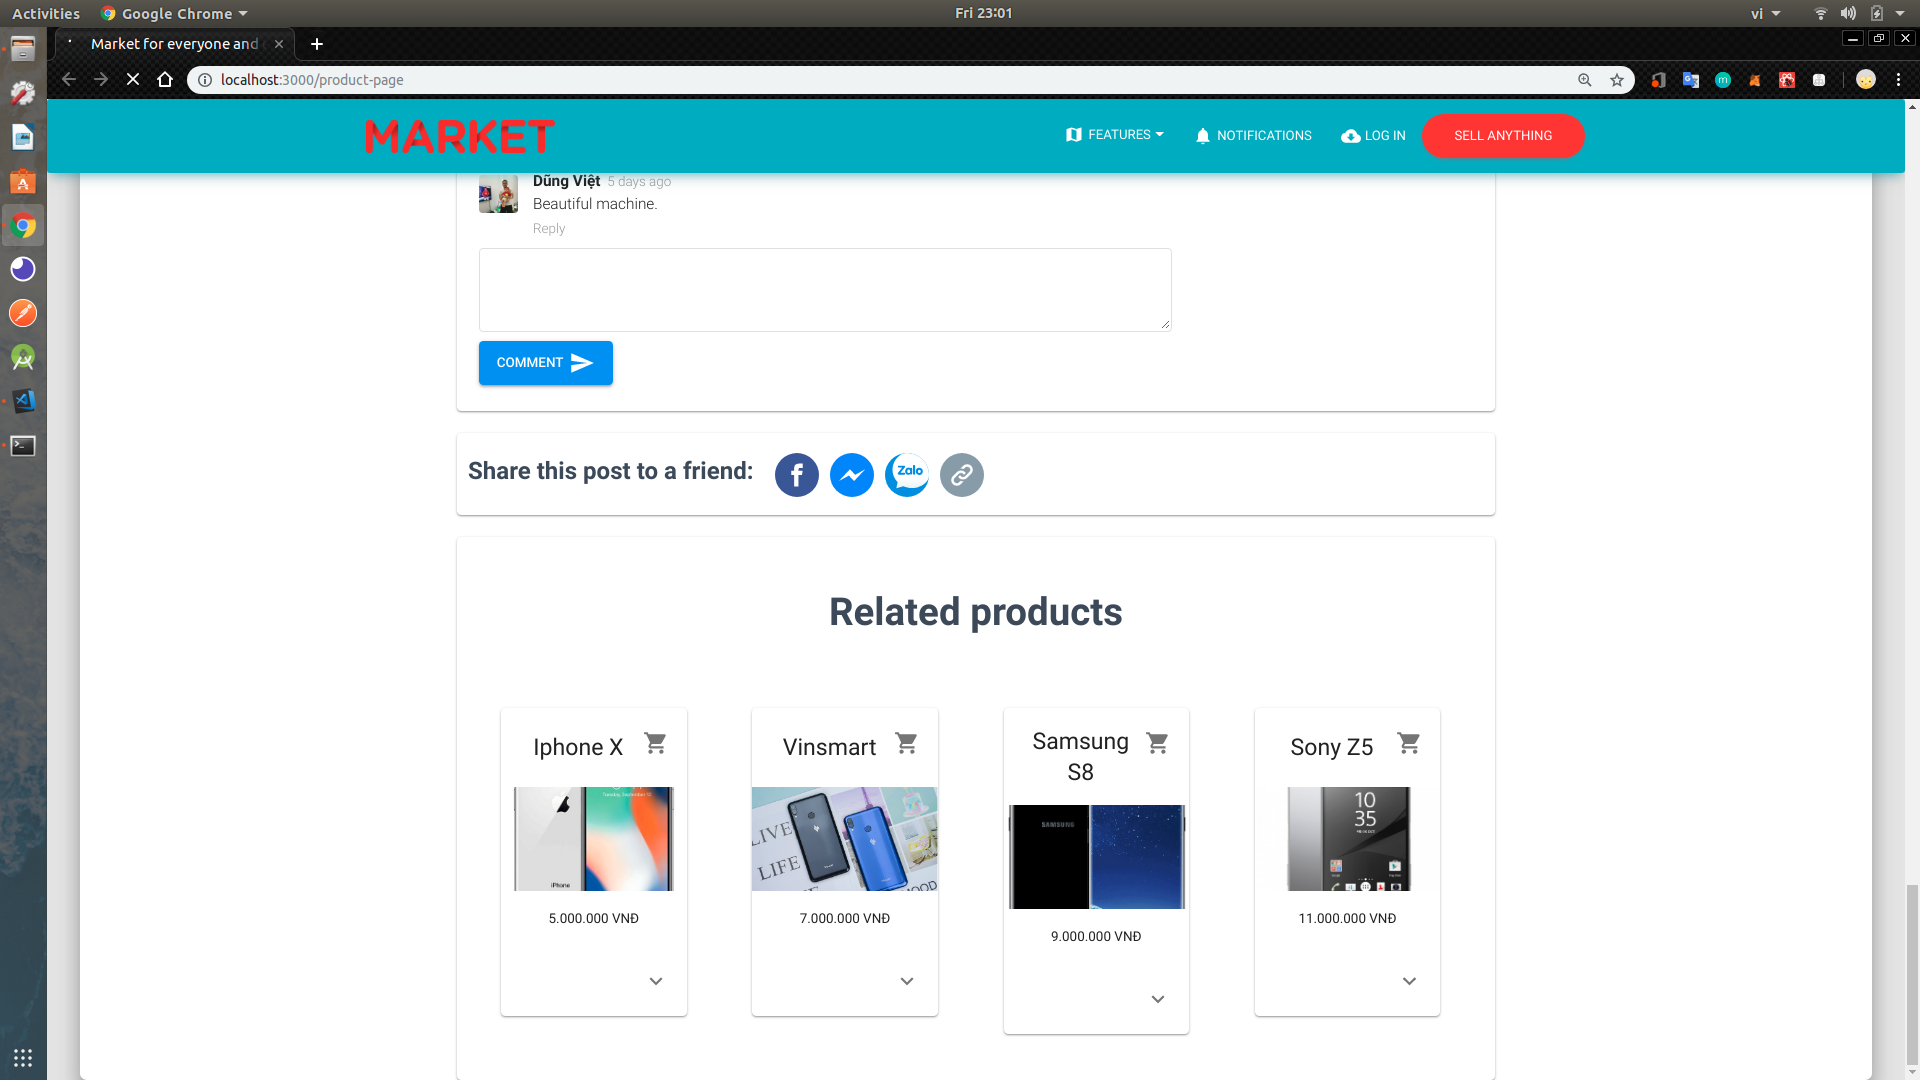 Activities
Google Chrome
Fri 23:01
vi
Market for everyone and
localhost:3000/product-page
MARKET
FEATURES
NOTIFICATIONS
LOG IN
SELL ANYTHING
Dũng Việt 5 days ago
Beautiful machine.
Reply
COMMENT
Share this post to a friend:
Zalo
Related products
Iphone X
Vinsmart
Samsung
S8
Sony Z5
iPhone
LIVE
LIFE
SAMSUNG
10
35
5.000.000 VNĐ
7.000.000 VNĐ
9.000.000 VNĐ
11.000.000 VNĐ